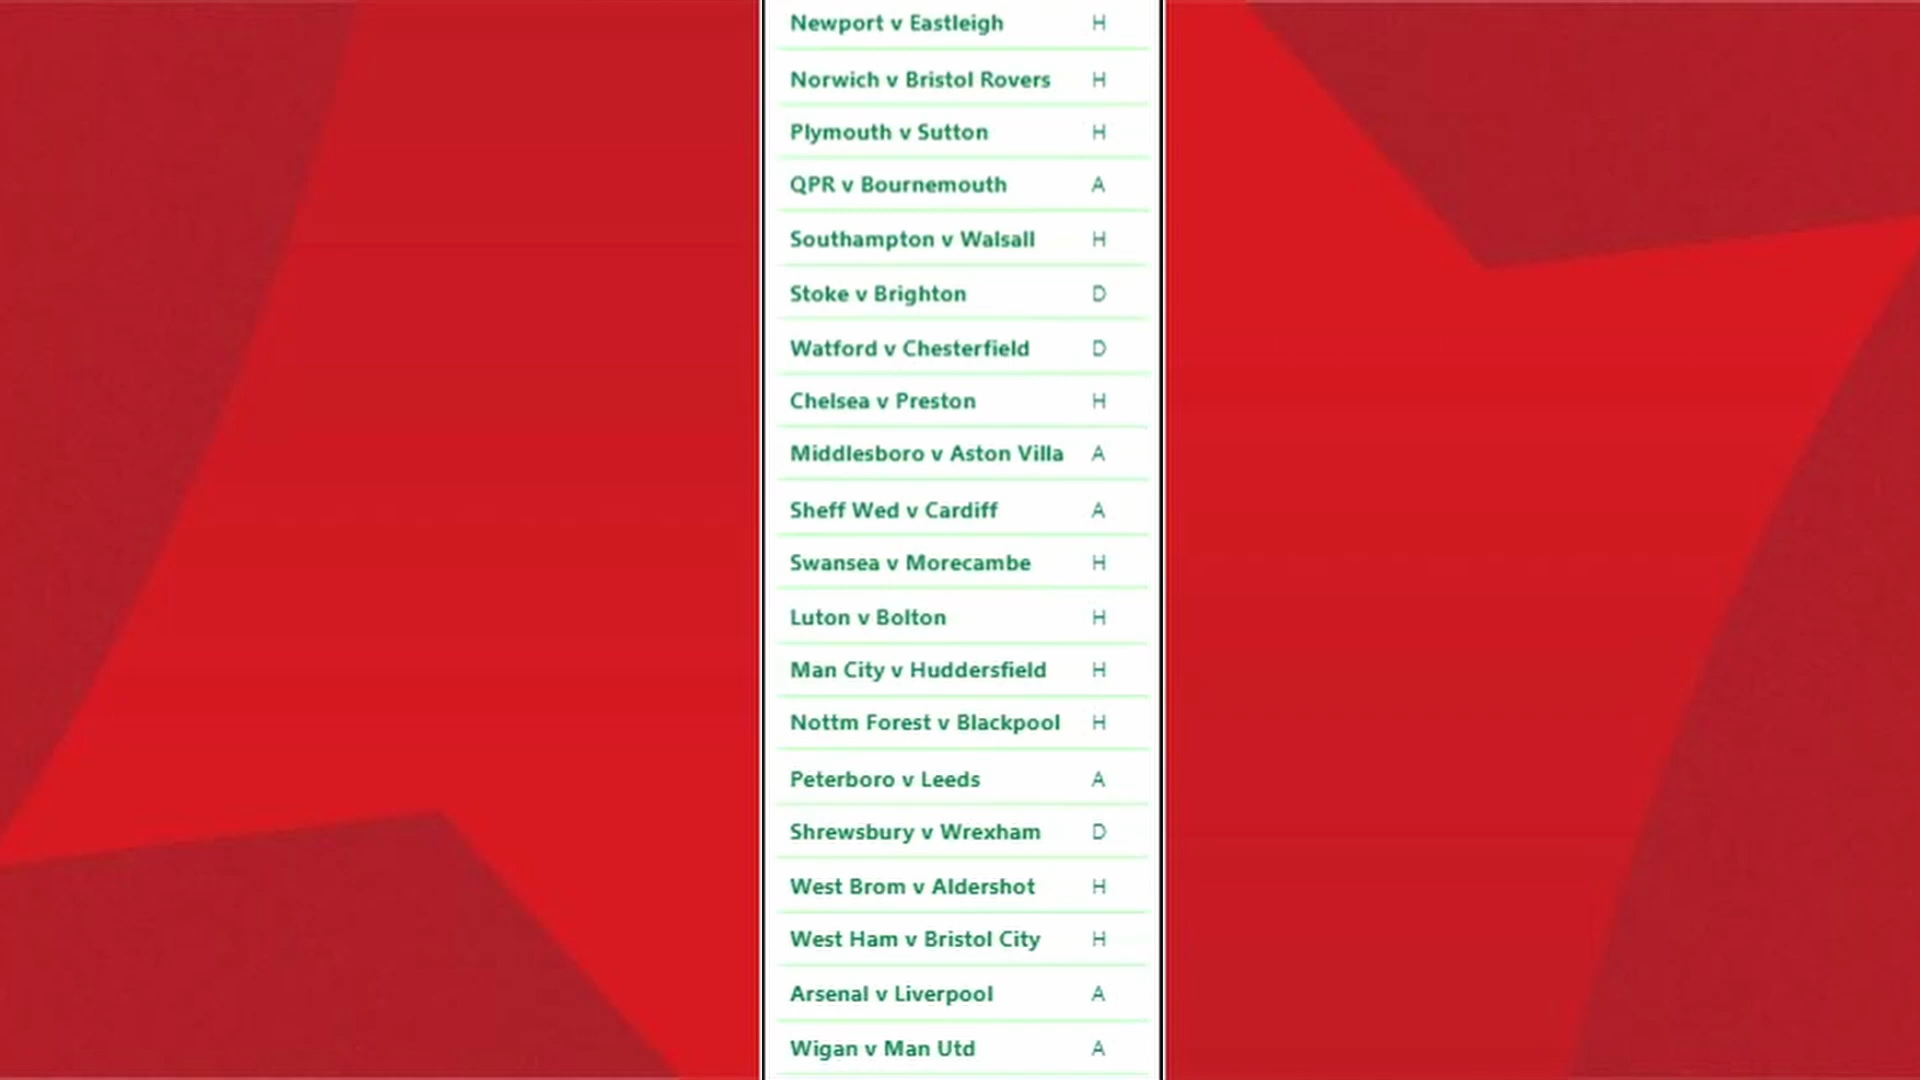 Newport v Eastleigh H
Norwich v Bristol Rovers H
Plymouth v Sutton H
QPR v Bournemouth A
Southampton v Walsall H
Stoke v Brighton D
Watford v Chesterfield D
Chelsea v Preston H
Middlesboro v Aston Villa A
Sheff Wed v Cardiff A
Swansea v Morecambe H
Luton v Bolton H
Man City v Huddersfield H
Nottm Forest v Blackpool H
Peterboro v Leeds A
Shrewsbury v Wrexham D
West Brom v Aldershot H
West Ham v Bristol City H
Arsenal v Liverpool A
Wigan v Man Utd A